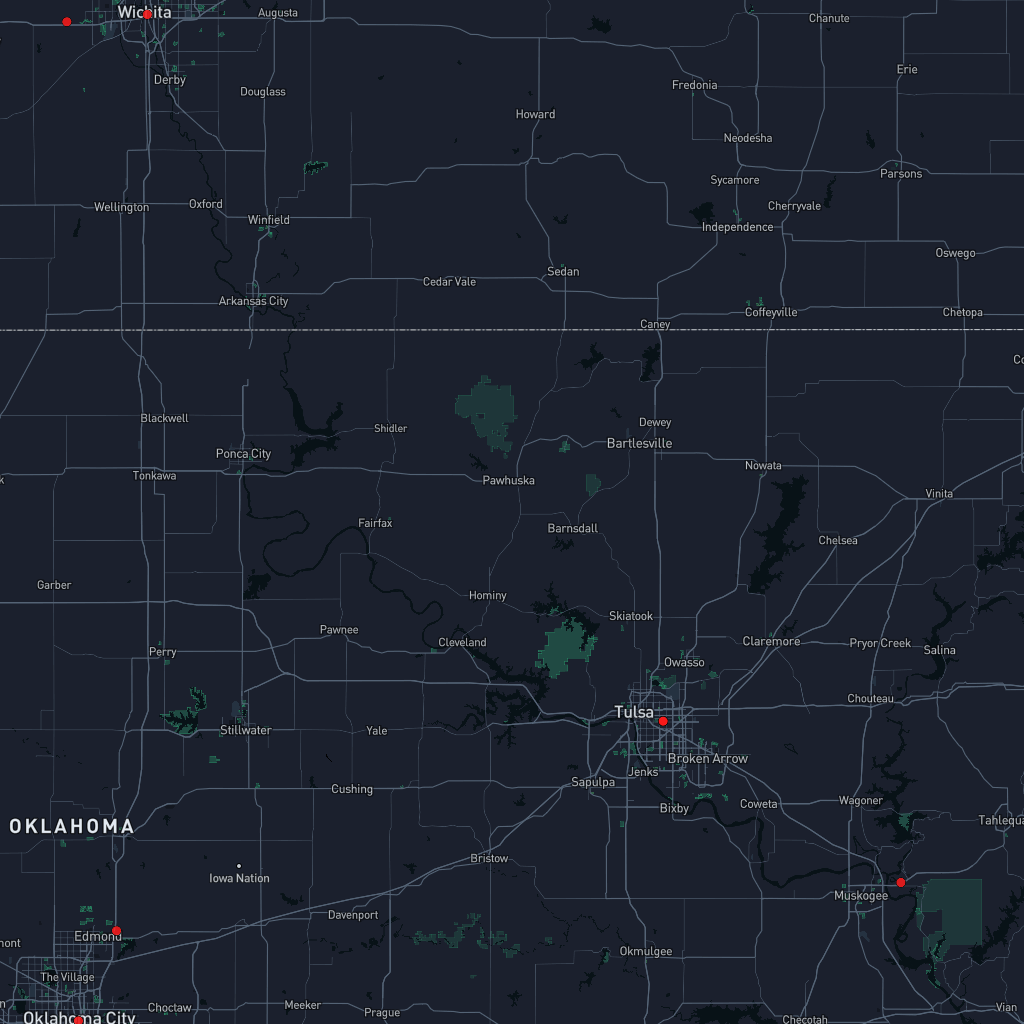 Wichita
Augusta
Chanute
Derby
Erie
Douglass
Fredonia
Howard
Neodesha
Parsons
Sycamore
Wellington
Oxford
Cherryvale
Winfield
Independence
Oswego
Sedan
Cedar Vale
Arkansas City
Coffeyville
Chetopa
Caney
Blackwell
Shidler
Dewey
Bartlesville
Ponca City
Nowata
Tonkawa
Pawhuska
Vinita
Fairfax
Barnsdall
Chelsea
Garber
Hominy
Skiatook
Pawnee
Cleveland
Claremore
Pryor Creek
Perry
Salina
Owasso
Chouteau
Tulsa
Stillwater
Yale
Broken Arrow
Jenks
Sapulpa
Cushing
Wagoner
Coweta
Bixby
OKLAHOMA
Bristow
Iowa Nation
Muskogee
Davenport
Edmond
Okmulgee
The Village
Choctaw
Meeker
Prague
Vian
Oklahoma City
Checotah